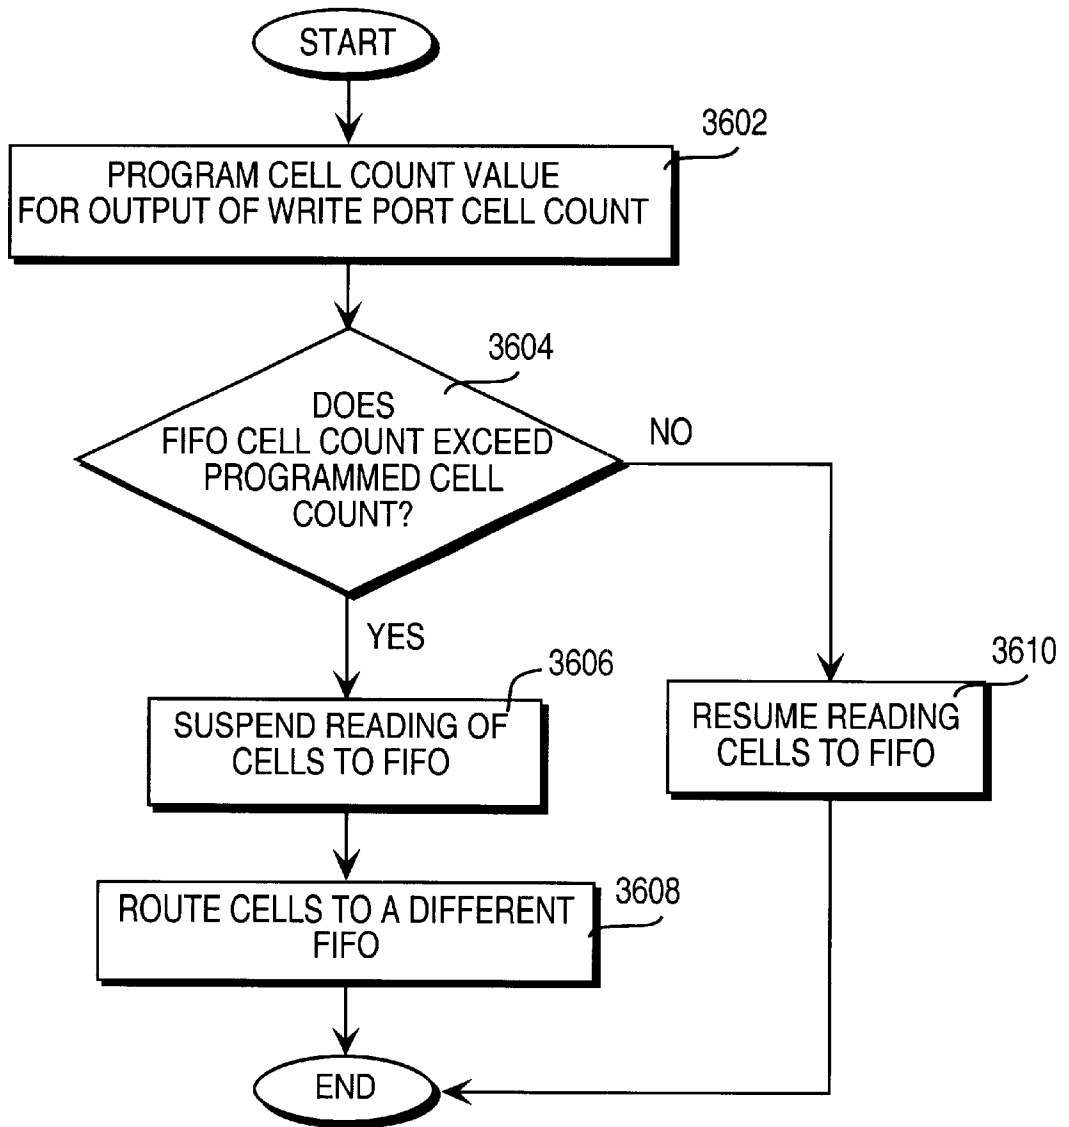 START
3602
PROGRAM CELL COUNT VALUE
FOR OUTPUT OF WRITE PORT CELL COUNT
3604
DOES
FIFO CELL COUNT EXCEED
PROGRAMMED CELL
COUNT?
NO
YES
3606
SUSPEND READING OF
CELLS TO FIFO
3610
RESUME READING
CELLS TO FIFO
3608
ROUTE CELLS TO A DIFFERENT
FIFO
END